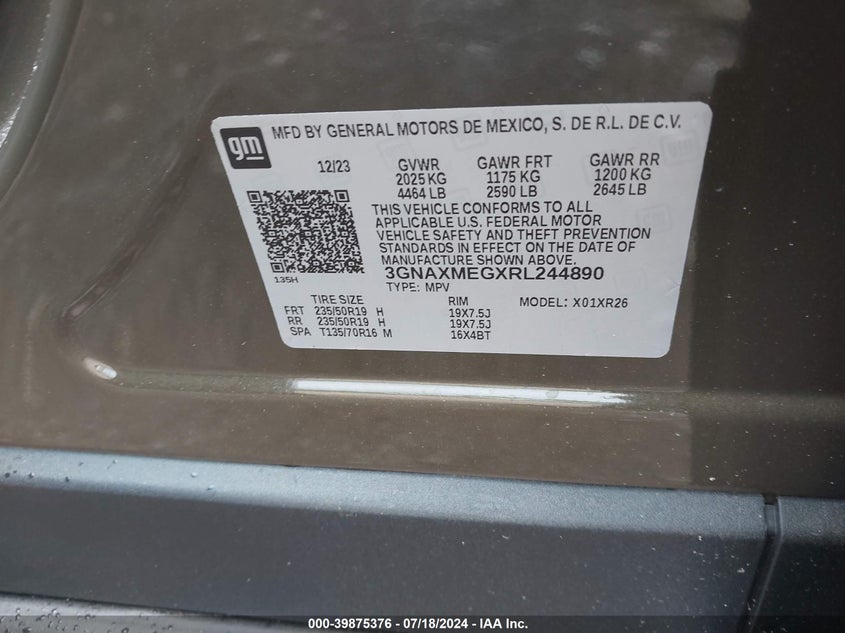 gm
MFD BY GENERAL MOTORS DE MEXICO, S. DE R.L. DE C.V.
12/23 GVWR GAWR FRT GAWR RR
2025 KG 1175 KG 1200 KG
4464 LB 2590 LB 2645 LB
THIS VEHICLE CONFORMS TO ALL
APPLICABLE U.S. FEDERAL MOTOR
VEHICLE SAFETY AND THEFT PREVENTION
STANDARDS IN EFFECT ON THE DATE OF
MANUFACTURE SHOWN ABOVE.
3GNAXMEGXRL244890
135H
TYPE: MPV
TIRE SIZE RIM MODEL: X01XR26
FRT 235/50R19 H 19X7.5J
RR 235/50R19 H 19X7.5J
SPA T135/70R16 M 16X4BT
000-39875376 - 07/18/2024 - IAA Inc.